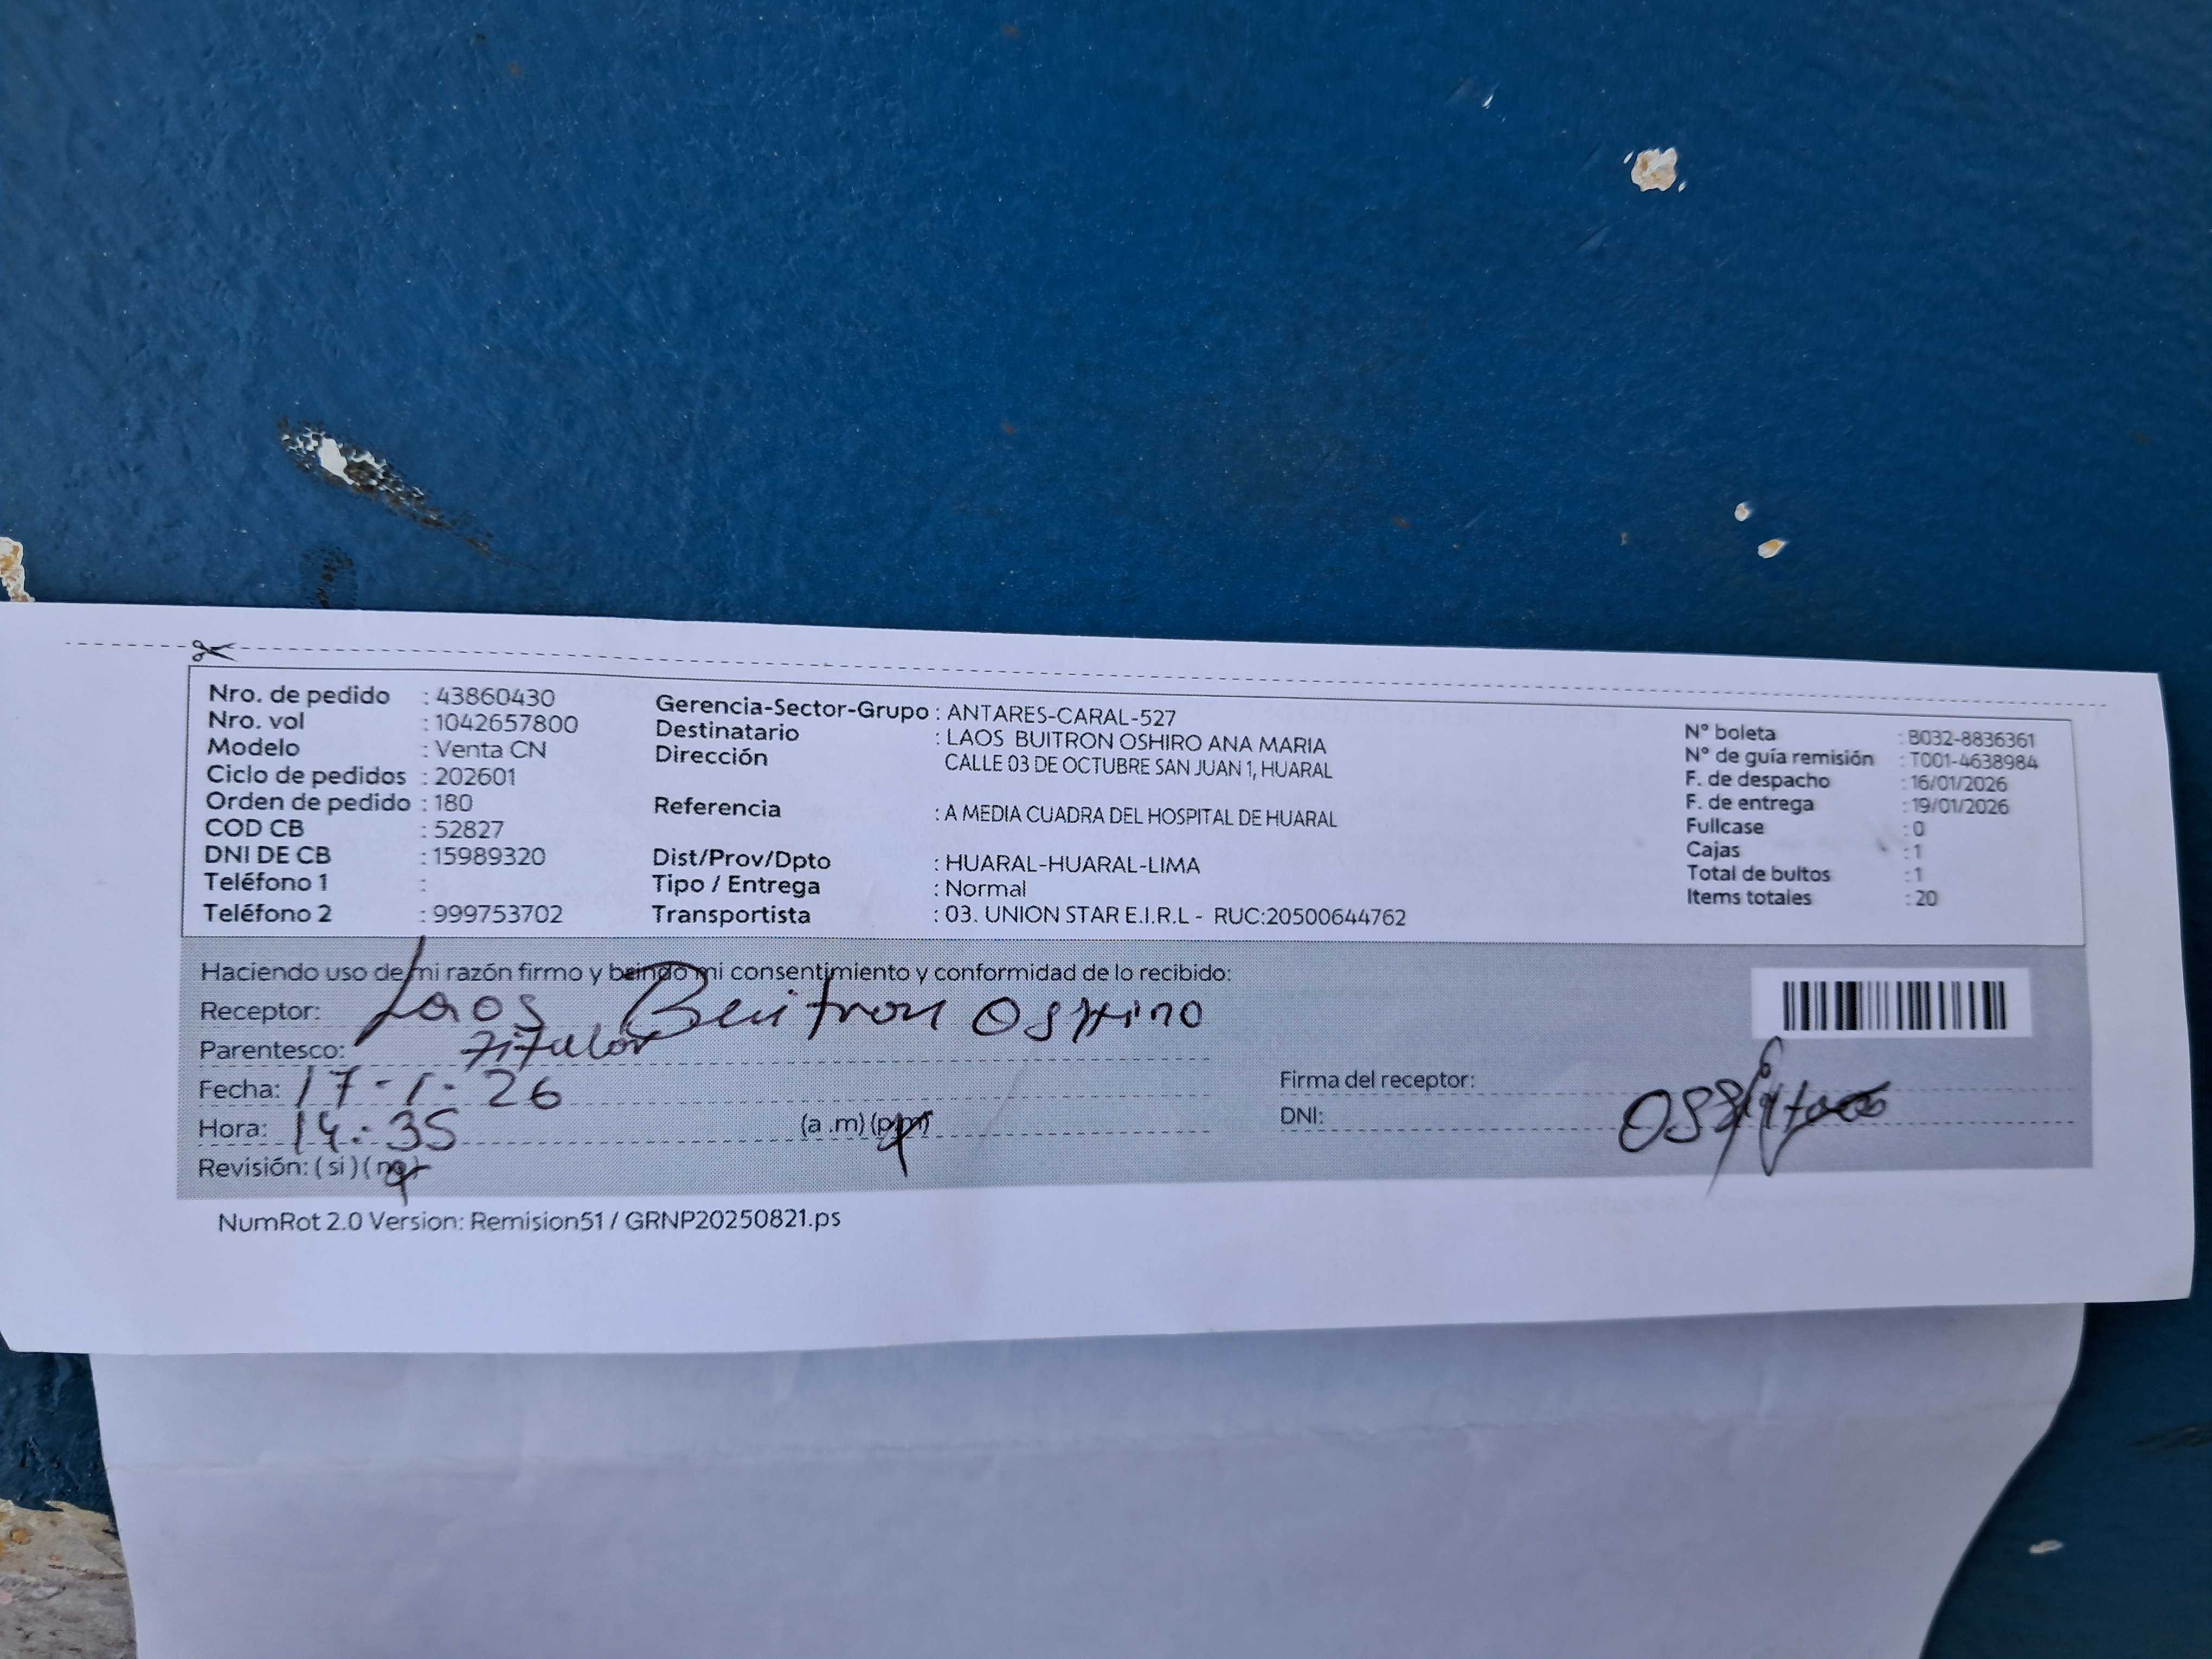 Nro. de pedido : 43860430
Nro. vol : 1042657800
Modelo : Venta CN
Ciclo de pedidos : 202601
Orden de pedido : 180
COD CB : 52827
DNI DE CB : 15989320
Teléfono 1 :
Teléfono 2 : 999753702
Gerencia-Sector-Grupo : ANTARES-CARAL-527
Destinatario : LAOS BUITRON OSHIRO ANA MARIA
Dirección CALLE 03 DE OCTUBRE SAN JUAN 1, HUARAL
Referencia : A MEDIA CUADRA DEL HOSPITAL DE HUARAL
Dist/Prov/Dpto : HUARAL-HUARAL-LIMA
Tipo / Entrega : Normal
Transportista : 03. UNION STAR E.I.R.L - RUC:20500644762
N° boleta : B032-8836361
N° de guía remisión : T001-4638984
F. de despacho : 16/01/2026
F. de entrega : 19/01/2026
Fullcase : 0
Cajas : 1
Total de bultos : 1
Items totales : 20
Haciendo uso de mi razón firmo y brindo mi consentimiento y conformidad de lo recibido:
Receptor: Laos Buitron
Parentesco: Titular
Fecha: 17-1-26
Hora: 14:35 (a .m) (p.m)
Revisión: ( si ) ( no )
Firma del receptor:
DNI:
NumRot 2.0 Version: Remision51 / GRNP20250821.ps